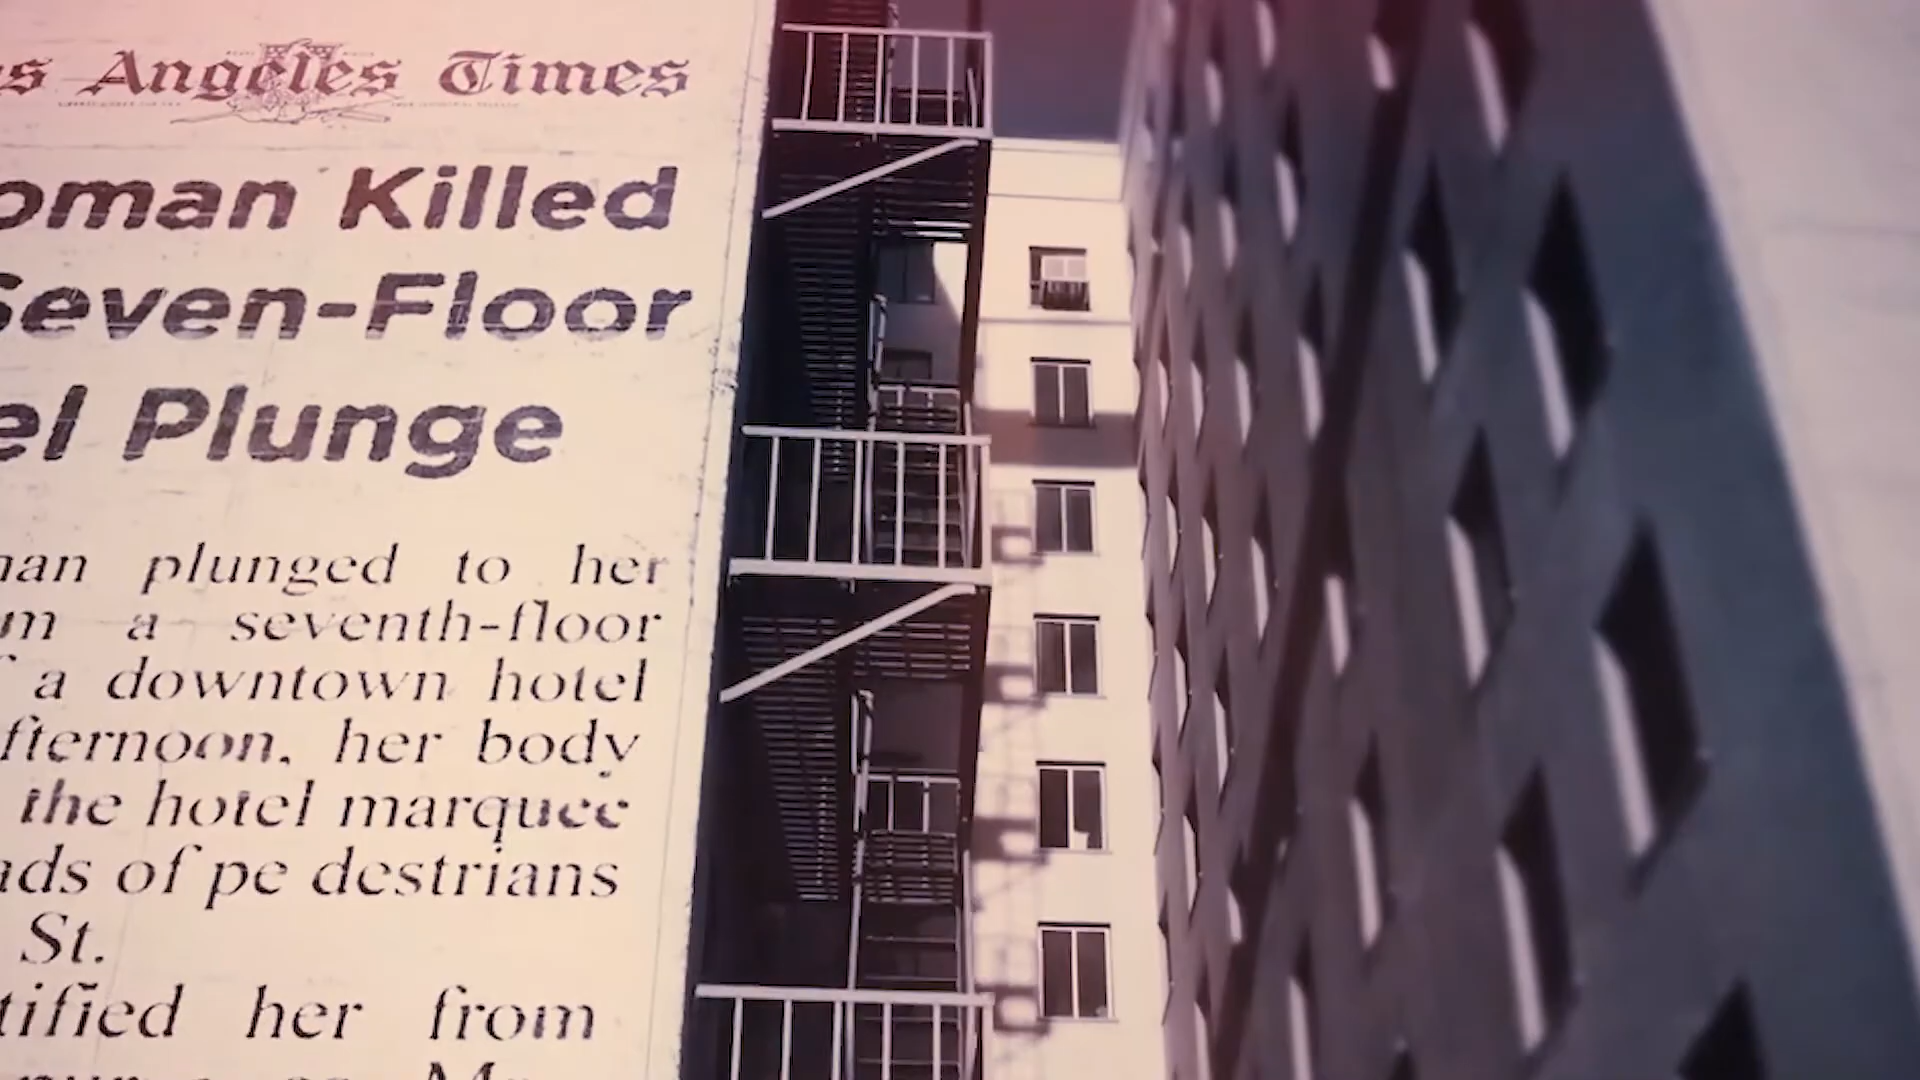 s Angeles Times
oman Killed
Seven-Floor
el Plunge
man plunged to her
m a seventh-floor
f a downtown hotel
fternoon, her body
the hotel marquee
ads of pe destrians
St.
tified her from